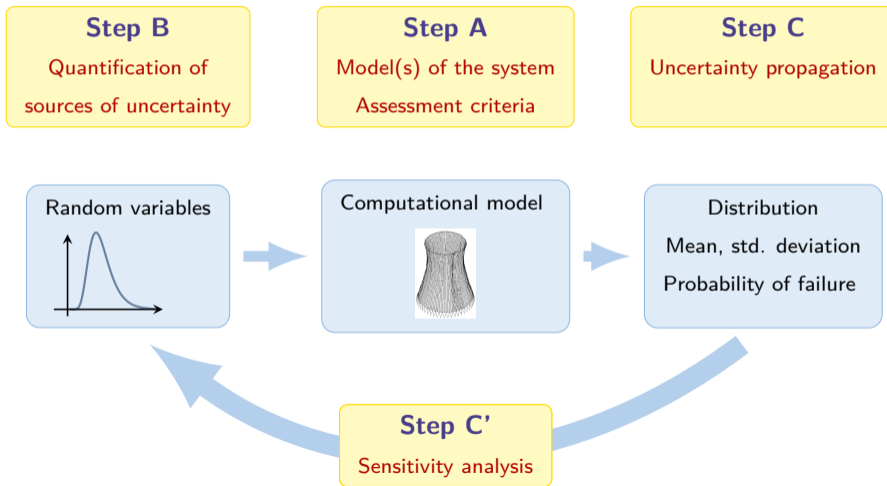 Step B
Quantification of
sources of uncertainty
Step A
Model(s) of the system
Assessment criteria
Step C
Uncertainty propagation
Random variables
Computational model
Distribution
Mean, std. deviation
Probability of failure
Step C'
Sensitivity analysis